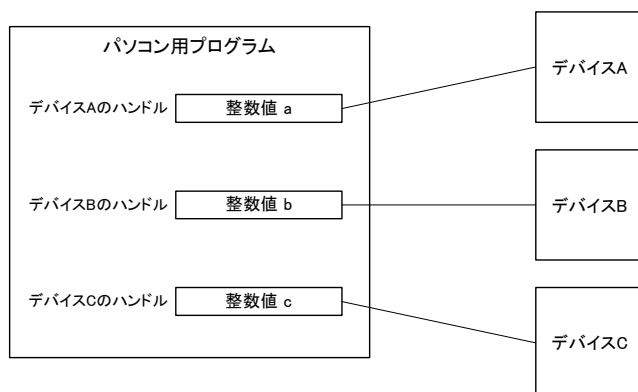 パソコン用プログラム
デバイスA
デバイスAのハンドル
整数値 a
デバイスBのハンドル
整数値 b
デバイスB
デバイスCのハンドル
整数値 c
デバイスC